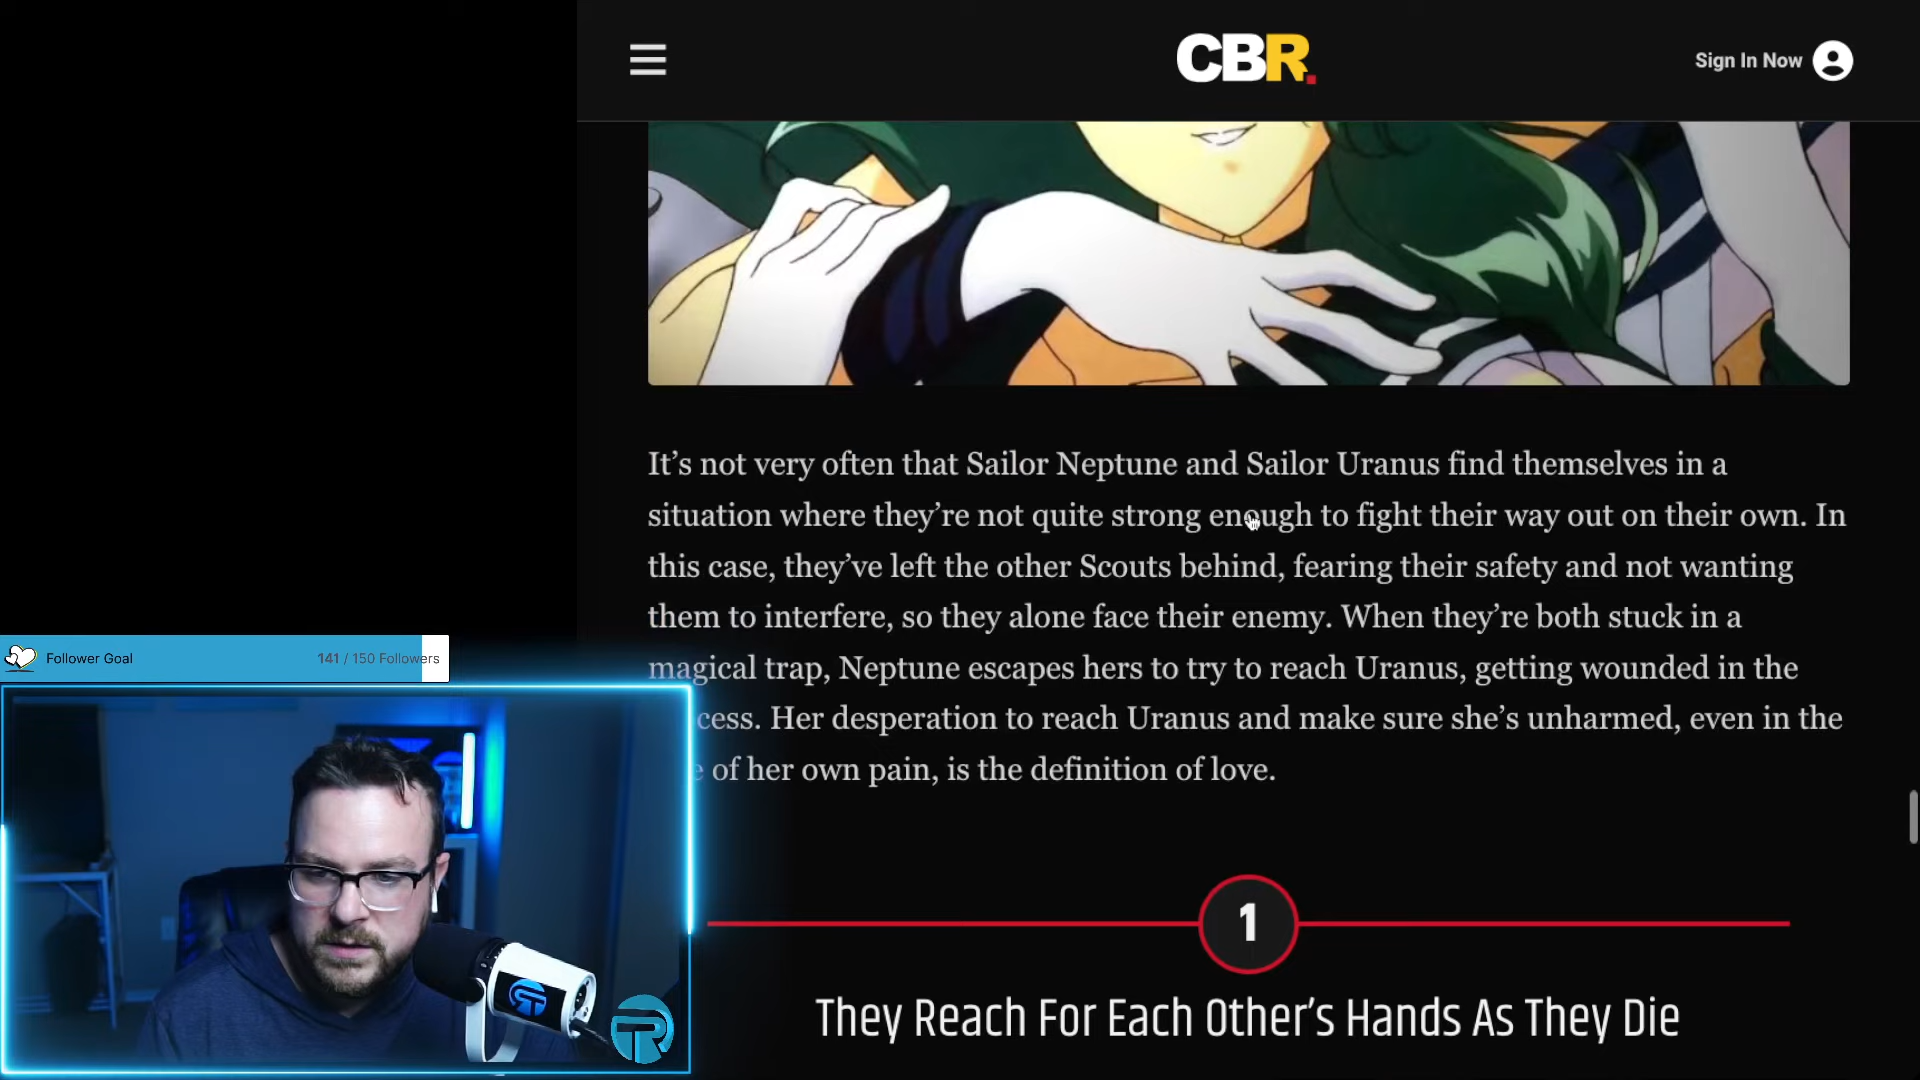 CBR.
Sign In Now
It’s not very often that Sailor Neptune and Sailor Uranus find themselves in a
situation where they’re not quite strong enough to fight their way out on their own. In
this case, they’ve left the other Scouts behind, fearing their safety and not wanting
them to interfere, so they alone face their enemy. When they’re both stuck in a
magical trap, Neptune escapes hers to try to reach Uranus, getting wounded in the
cess. Her desperation to reach Uranus and make sure she’s unharmed, even in the
of her own pain, is the definition of love.
Follower Goal
141 / 150 Followers
1
They Reach For Each Other’s Hands As They Die
TR